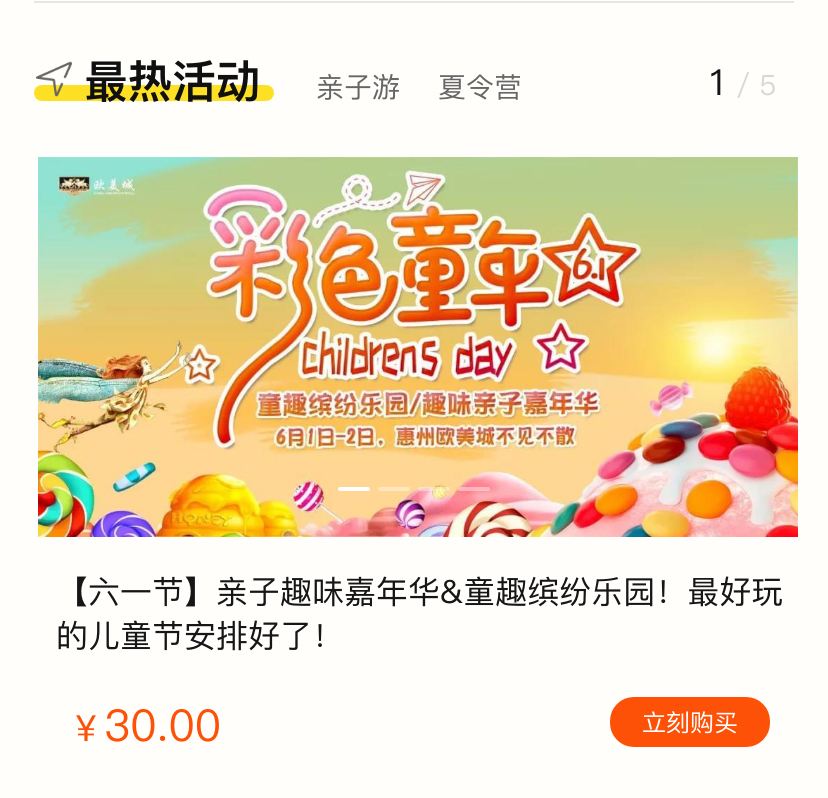 最热活动 亲子游 夏令营 1 / 5
欧美城
彩色童年 6.1
childrens day
童趣缤纷乐园/趣味亲子嘉年华
6月1日-2日，惠州欧美城不见不散
HONEY
【六一节】亲子趣味嘉年华&童趣缤纷乐园！最好玩
的儿童节安排好了！
¥30.00 立刻购买